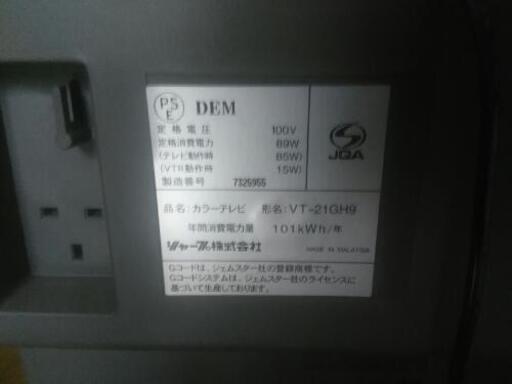 PS
E
DEM
定格電圧 100V
定格消費電力 89W
(テレビ動作時 85W)
(VTR動作時 15W)
製造番号 7325955
JQA
品名:カラーテレビ 形名:VT-21GH9
年間消費電力量 101kWh/年
シャープ株式会社
MADE IN MALAYSIA
Gコードは、ジェムスター社の登録商標です。
Gコードシステムは、ジェムスター社のライセンスに
基づいて生産しております。